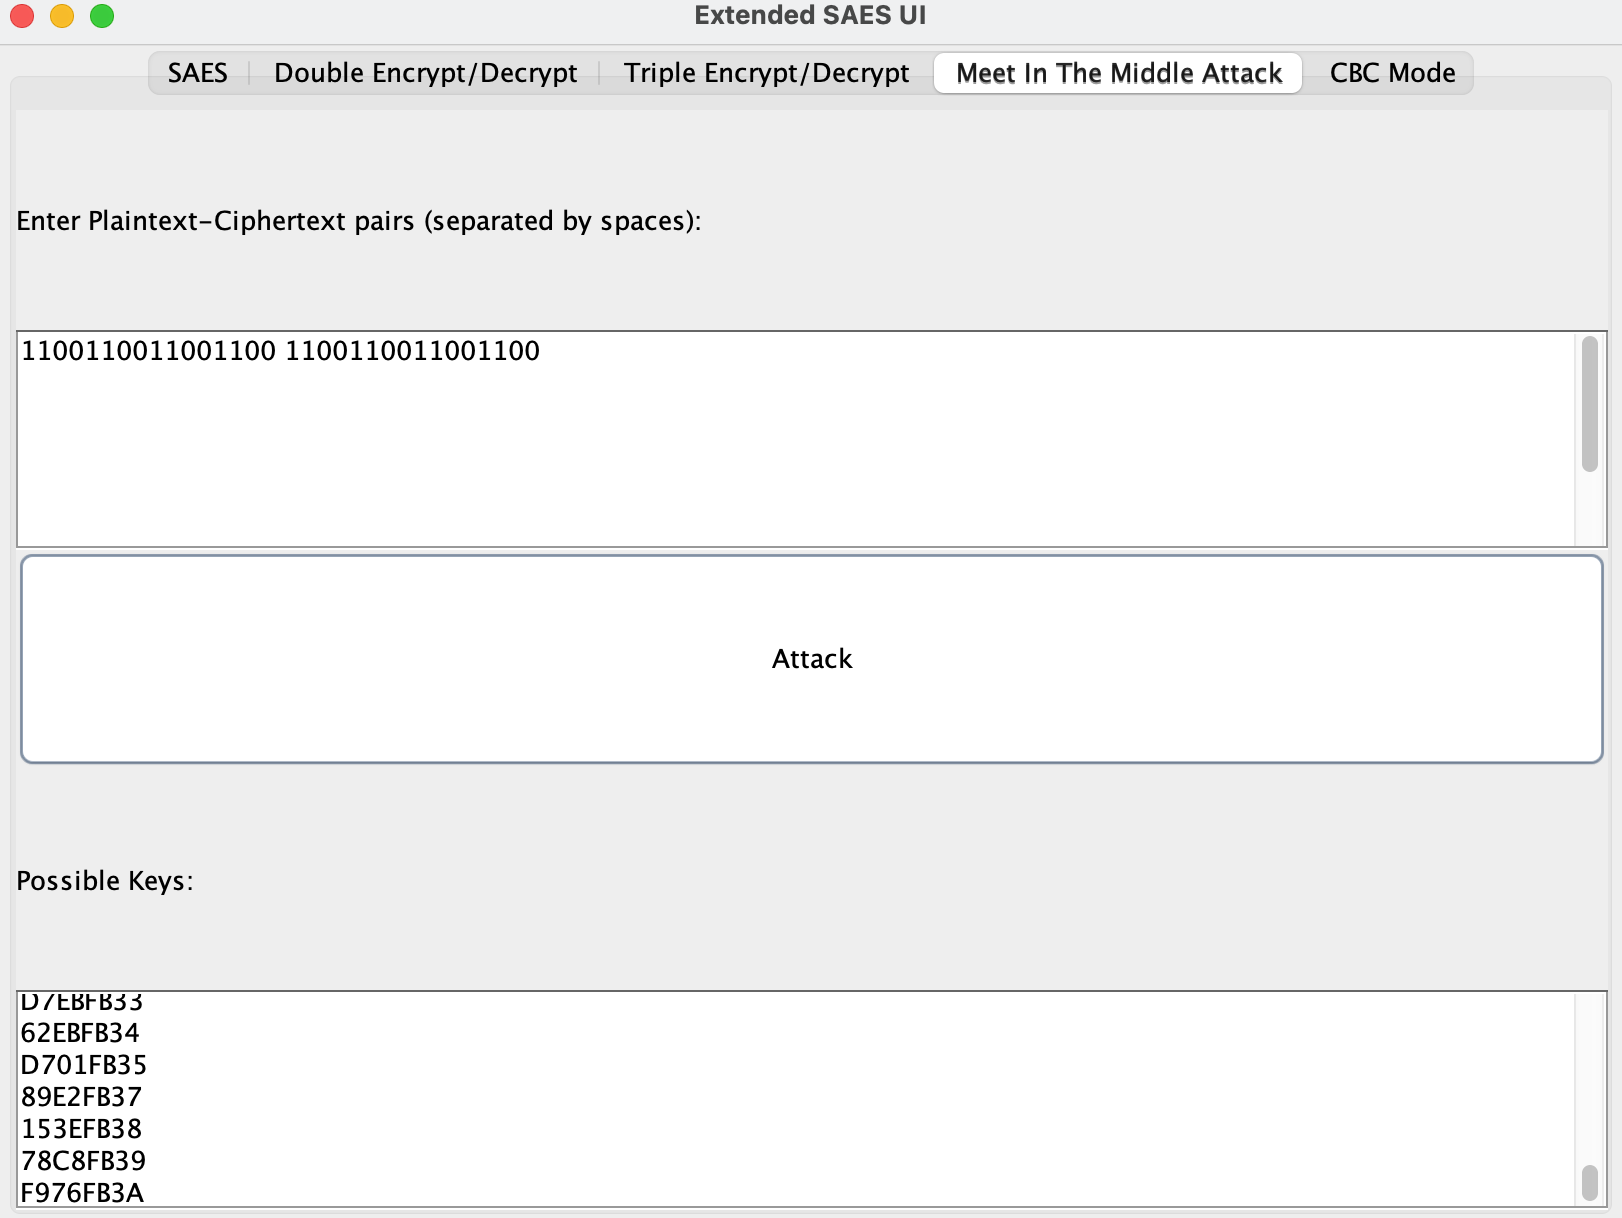 Extended SAES UI
SAES Double Encrypt/Decrypt Triple Encrypt/Decrypt Meet In The Middle Attack CBC Mode
Enter Plaintext-Ciphertext pairs (separated by spaces):
1100110011001100 1100110011001100
Attack
Possible Keys:
D7EBFB33
62EBFB34
D701FB35
89E2FB37
153EFB38
78C8FB39
F976FB3A